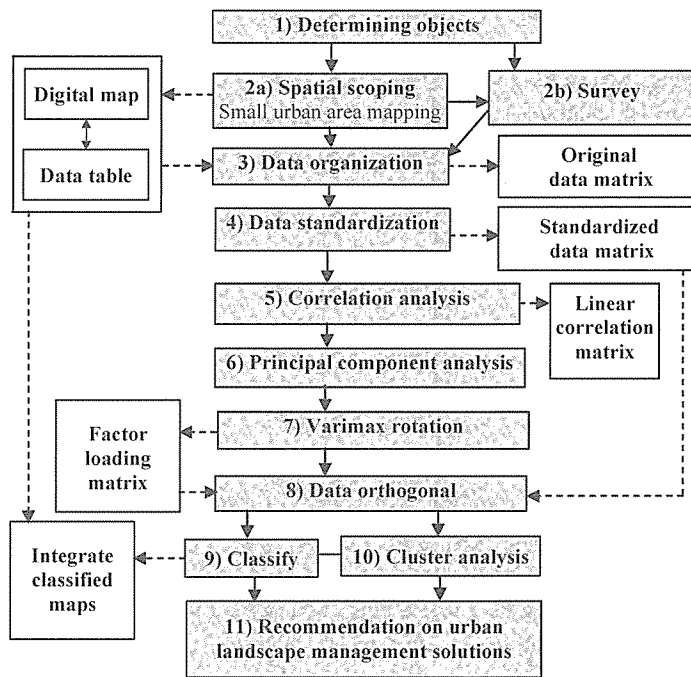 1) Determining objects
Digital map
2a) Spatial scoping
Small urban area mapping
2b) Survey
Data table
3) Data organization
Original
data matrix
4) Data standardization
Standardized
data matrix
5) Correlation analysis
Linear
correlation
matrix
6) Principal component analysis
7) Varimax rotation
Factor
loading
matrix
8) Data orthogonal
Integrate
classified
maps
9) Classify
10) Cluster analysis
11) Recommendation on urban
landscape management solutions